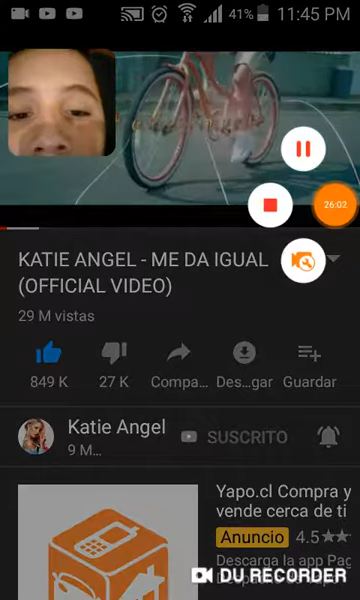 41% 11:45 PM
26:02
KATIE ANGEL - ME DA IGUAL
(OFFICIAL VIDEO)
29 M vistas
849 K 27 K Compa... Des...gar Guardar
Katie Angel
9 M...
SUSCRITO
Yapo.cl Compra y
vende cerca de ti
Anuncio 4.5★★
Descarga la app Pag
DU RECORDER